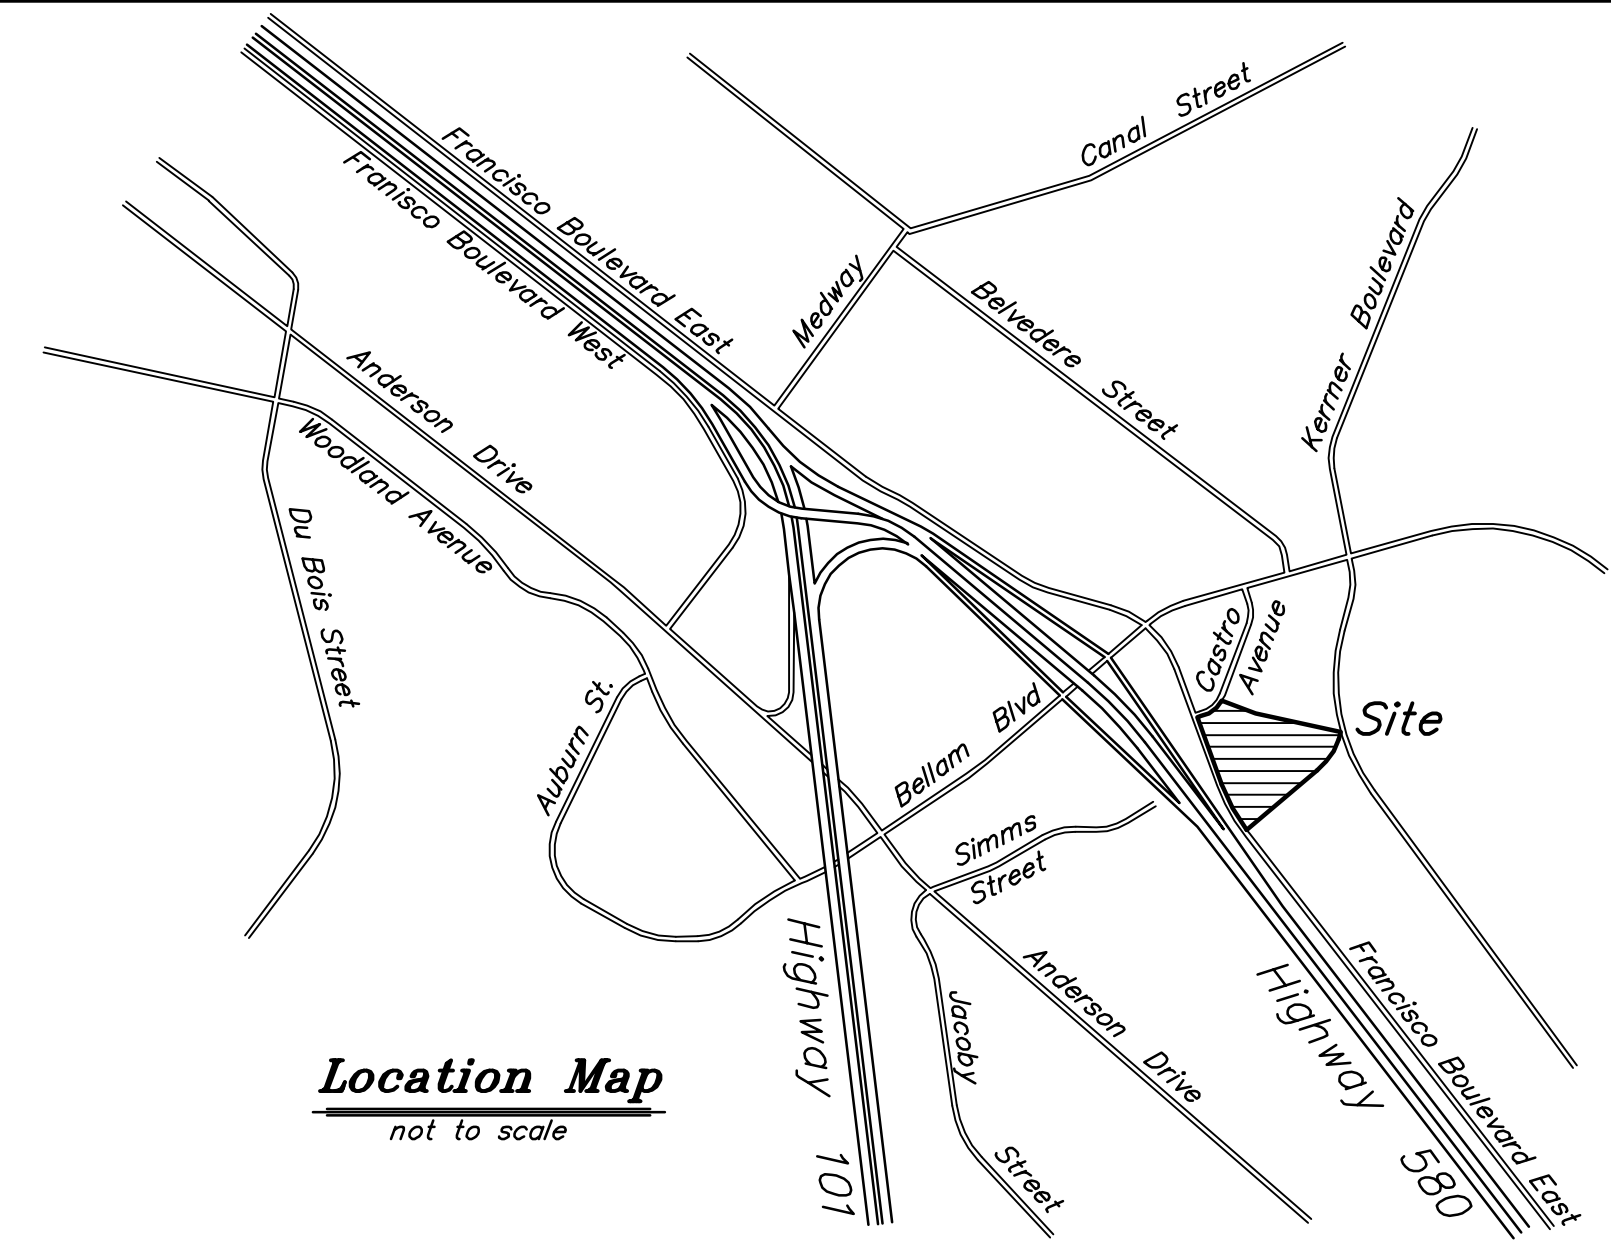 Canal Street
Francisco Boulevard East
Franisco Boulevard West
Medway
Belvedere Street
Kerrner Boulevard
Anderson Drive
Woodland Avenue
Du Bois Street
Castro
Avenue
Site
Auburn St.
Bellam Blvd
Simms
Street
Highway 101
Jacoby Street
Anderson Drive
Highway 580
Francisco Boulevard East
Location Map
not to scale